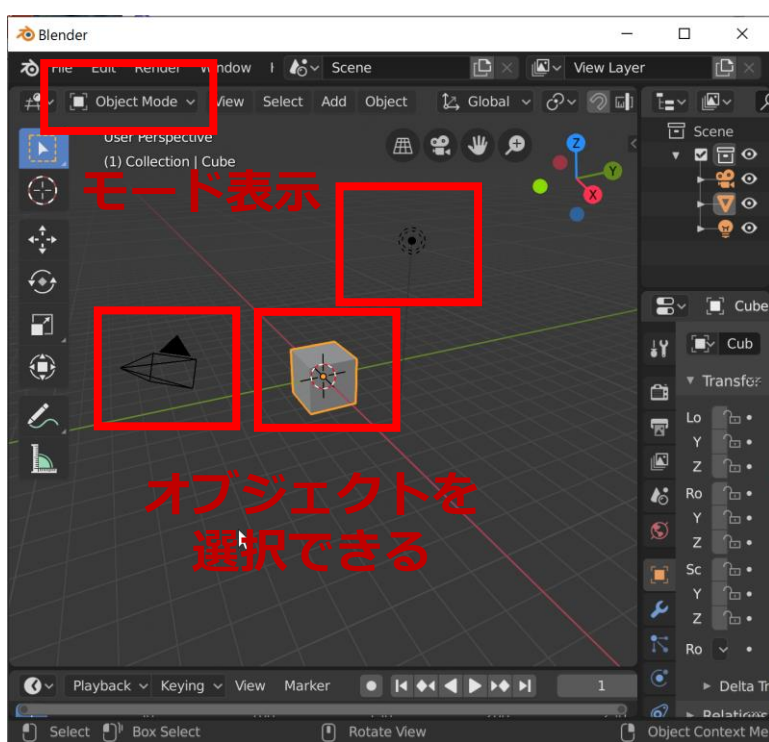 Blender
File Edit Render Window Scene View Layer
Object Mode View Select Add Object Global
User Perspective
(1) Collection | Cube
モード表示
オブジェクトを
選択できる
Z
Y
X
Scene
Cube
Cub
Transfor
Lo
Y
Z
Ro
Y
Z
Sc
Y
Z
Ro
Delta Tr
Relations
Playback Keying View Marker 1
Select Box Select Rotate View Object Context Me